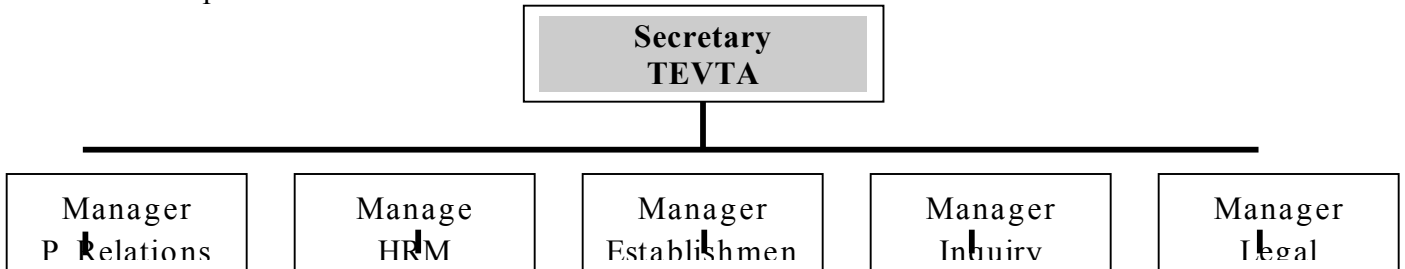 Secretary
TEVTA
Manager
P Relations
Manage
HRM
Manager
Establishmen
Manager
Inquiry
Manager
Legal